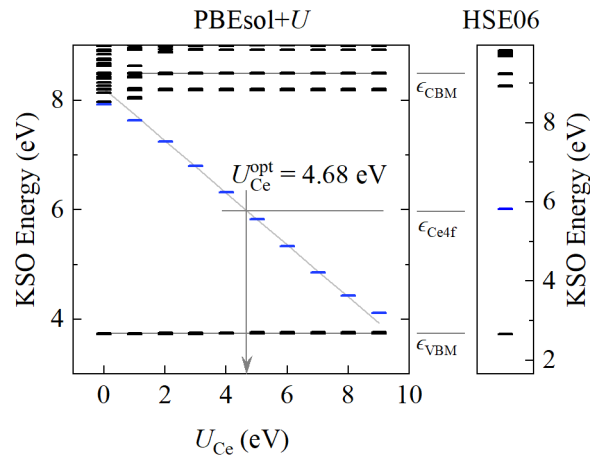 PBEsol+U HSE06
KSO Energy (eV)
8
6
4
U_Ce^opt = 4.68 eV
ϵ_CBM
ϵ_Ce4f
ϵ_VBM
0 2 4 6 8 10
U_Ce (eV)
KSO Energy (eV)
8
6
4
2